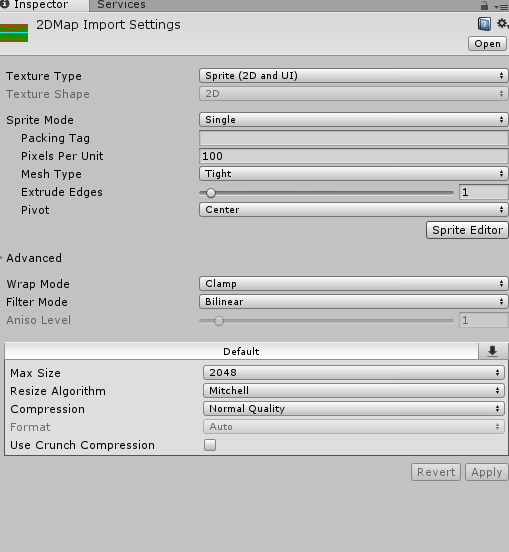 Inspector Services
2DMap Import Settings
Open
Texture Type Sprite (2D and UI)
Texture Shape 2D
Sprite Mode Single
Packing Tag
Pixels Per Unit 100
Mesh Type Tight
Extrude Edges 1
Pivot Center
Sprite Editor
Advanced
Wrap Mode Clamp
Filter Mode Bilinear
Aniso Level 1
Default
Max Size 2048
Resize Algorithm Mitchell
Compression Normal Quality
Format Auto
Use Crunch Compression
Revert Apply